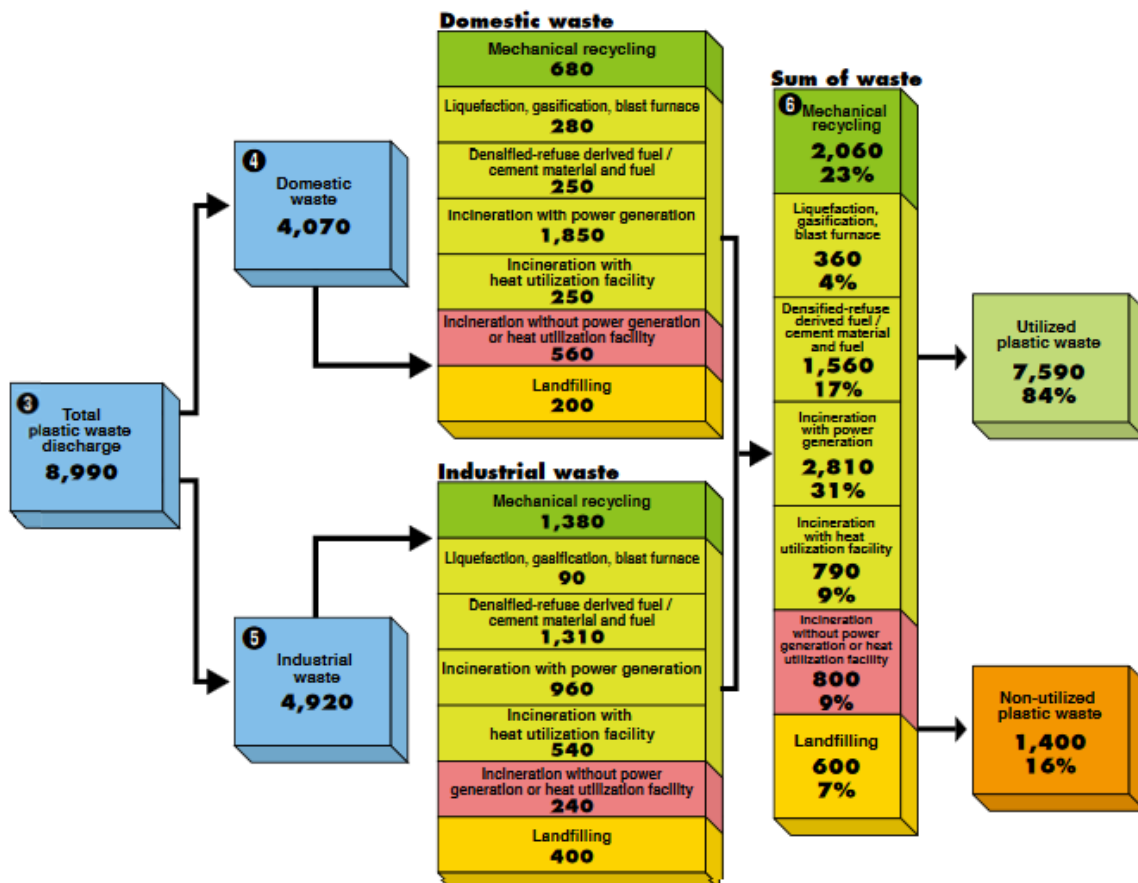 ❸
Total
plastic waste
discharge
8,990
❹
Domestic
waste
4,070
❺
Industrial
waste
4,920
Domestic waste
Mechanical recycling
680
Liquefaction, gasification, blast furnace
280
Densified-refuse derived fuel /
cement material and fuel
250
Incineration with power generation
1,850
Incineration with
heat utilization facility
250
Incineration without power generation
or heat utilization facility
560
Landfilling
200
Industrial waste
Mechanical recycling
1,380
Liquefaction, gasification, blast furnace
90
Densified-refuse derived fuel /
cement material and fuel
1,310
Incineration with power generation
960
Incineration with
heat utilization facility
540
Incineration without power
generation or heat utilization facility
240
Landfilling
400
Sum of waste
❻
Mechanical
recycling
2,060
23%
Liquefaction,
gasification,
blast furnace
360
4%
Densified-refuse
derived fuel /
cement material
and fuel
1,560
17%
Incineration
with power
generation
2,810
31%
Incineration
with heat
utilization facility
790
9%
Incineration
without power
generation or heat
utilization facility
800
9%
Landfilling
600
7%
Utilized
plastic waste
7,590
84%
Non-utilized
plastic waste
1,400
16%